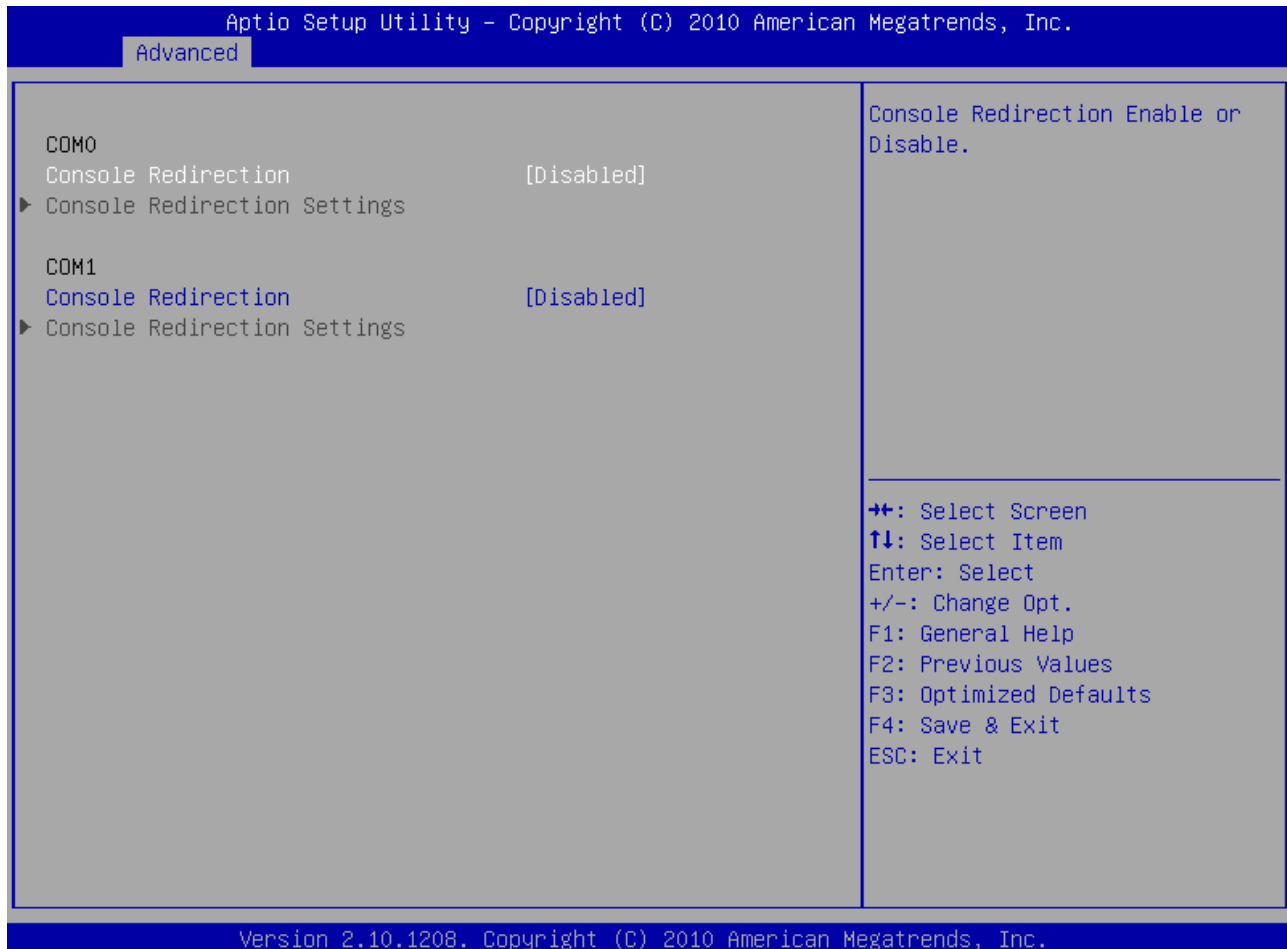 Aptio Setup Utility – Copyright (C) 2010 American Megatrends, Inc.
Advanced
COM0
Console Redirection [Disabled]
▶ Console Redirection Settings
COM1
Console Redirection [Disabled]
▶ Console Redirection Settings
Console Redirection Enable or
Disable.
→←: Select Screen
↑↓: Select Item
Enter: Select
+/-: Change Opt.
F1: General Help
F2: Previous Values
F3: Optimized Defaults
F4: Save & Exit
ESC: Exit
Version 2.10.1208. Copyright (C) 2010 American Megatrends, Inc.